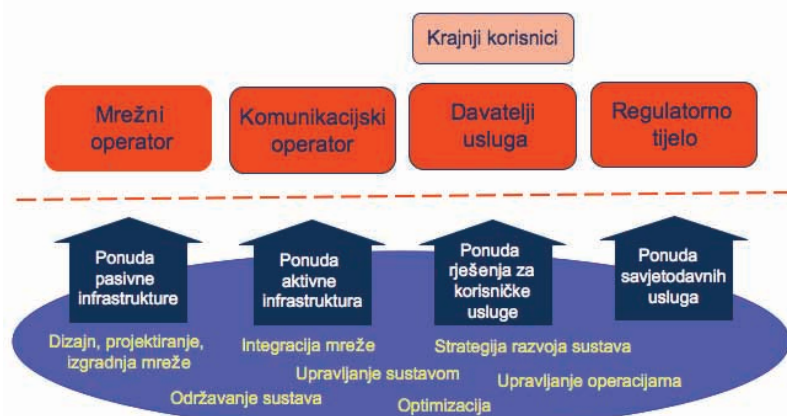 Krajnji korisnici
Mrežni
operator
Komunikacijski
operator
Davatelji
usluga
Regulatorno
tijelo
Ponuda
pasivne
infrastrukture
Ponuda
aktivne
infrastruktura
Ponuda
rješenja za
korisničke
usluge
Ponuda
savjetodavnih
usluga
Dizajn, projektiranje,
izgradnja mreže
Integracija mreže
Strategija razvoja sustava
Upravljanje sustavom
Upravljanje operacijarna
Održavanje sustava
Optimizacija